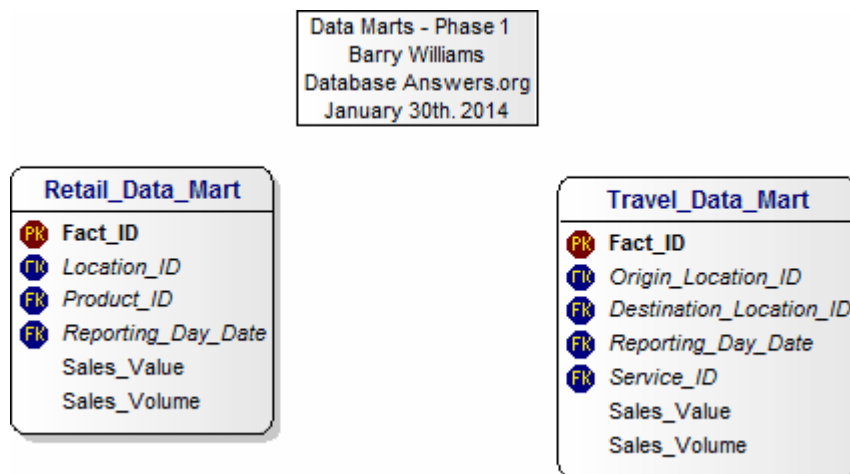 Data Marts - Phase 1
Barry Williams
Database Answers.org
January 30th. 2014
Retail_Data_Mart
PK Fact_ID
FK Location_ID
FK Product_ID
FK Reporting_Day_Date
Sales_Value
Sales_Volume
Travel_Data_Mart
PK Fact_ID
FK Origin_Location_ID
FK Destination_Location_ID
FK Reporting_Day_Date
FK Service_ID
Sales_Value
Sales_Volume